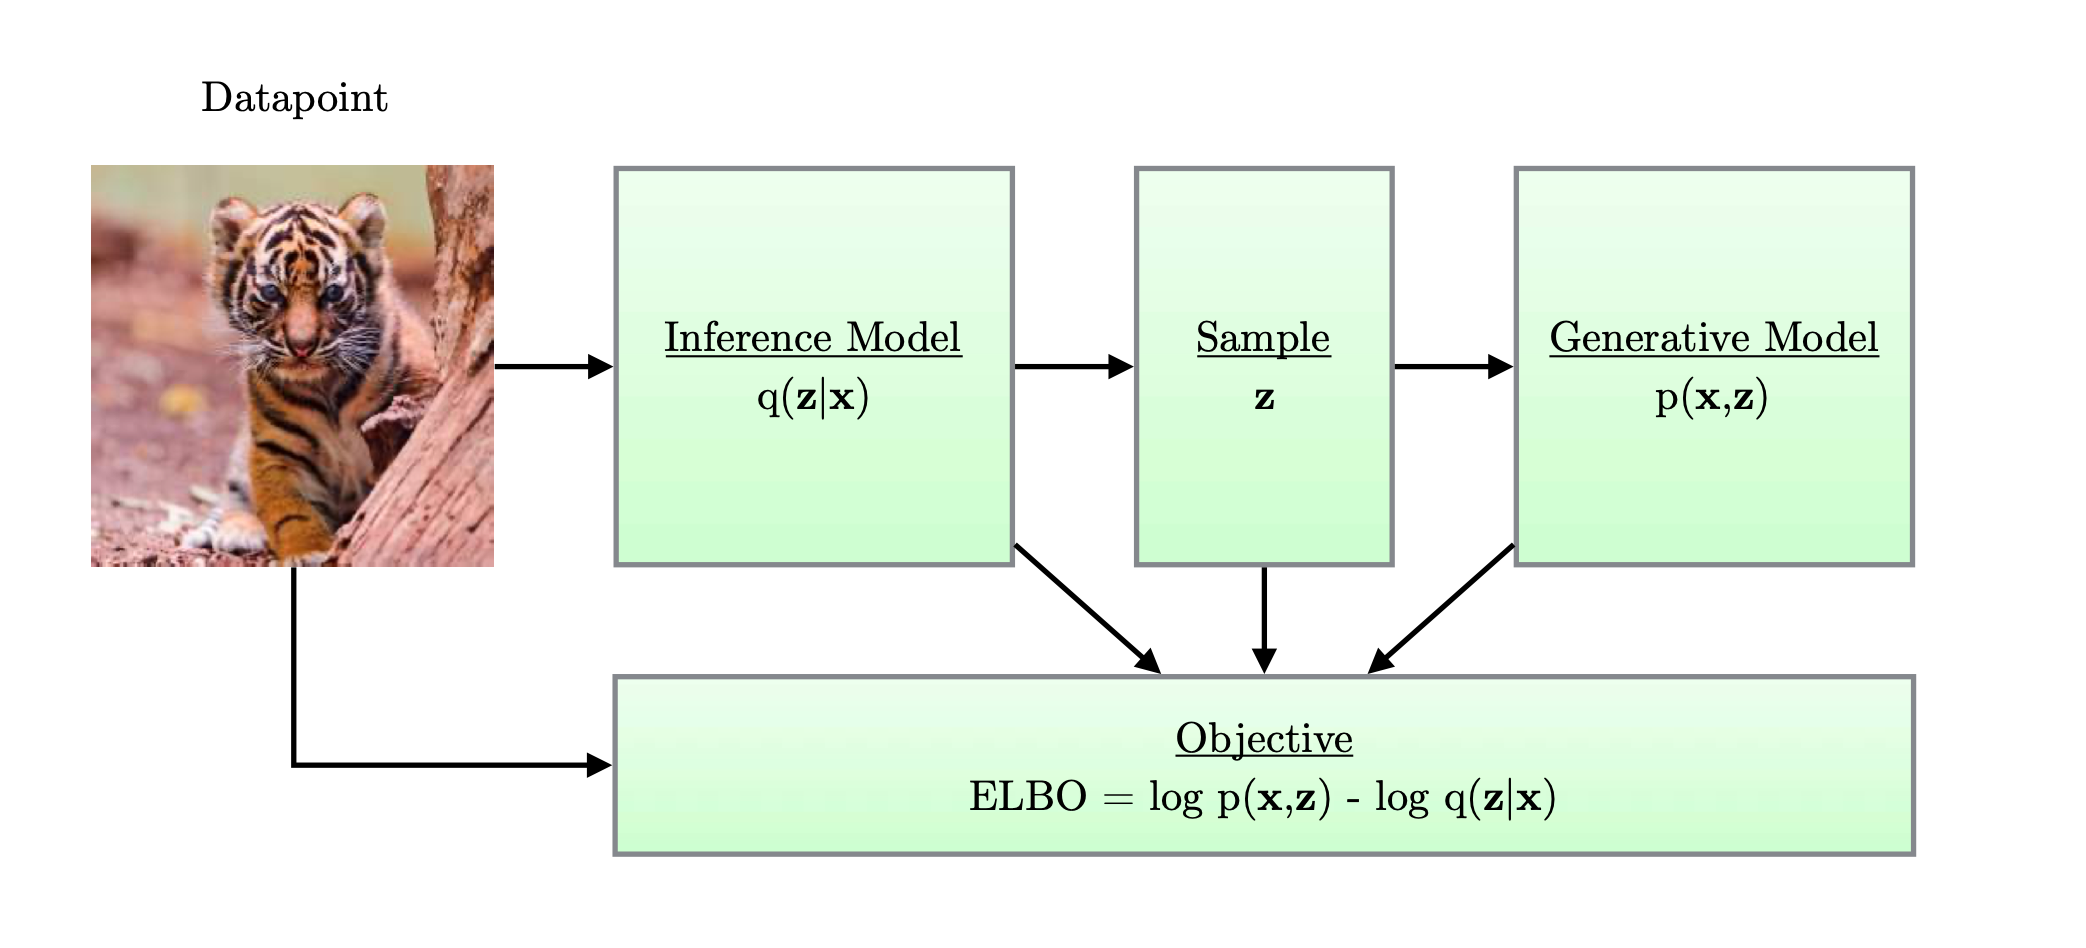 Datapoint
Inference Model
q(z|x)
Sample
z
Generative Model
p(x,z)
Objective
ELBO = log p(x,z) - log q(z|x)